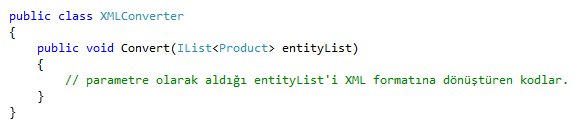 public class XMLConverter
{
    public void Convert(IList<Product> entityList)
    {
        // parametre olarak aldığı entityList'i XML formatına dönüştüren kodlar.
    }
}